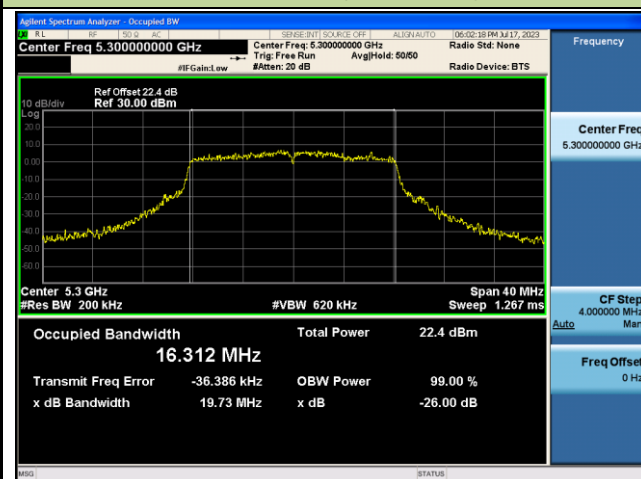 Agilent Spectrum Analyzer - Occupied BW
RL RF 50 Ω AC SENSE:INT SOURCE OFF ALIGN AUTO 06:02:18 PM Jul 17, 2023
Center Freq 5.300000000 GHz
Center Freq: 5.300000000 GHz
Radio Std: None
Trig: Free Run Avg|Hold: 50/50
#IFGain:Low #Atten: 20 dB Radio Device: BTS
Frequency
Ref Offset 22.4 dB
10 dB/div Ref 30.00 dBm
Log
20.0
10.0
0.00
-10.0
-20.0
-30.0
-40.0
-50.0
-60.0
Center Freq
5.300000000 GHz
Center 5.3 GHz Span 40 MHz
#Res BW 200 kHz #VBW 620 kHz Sweep 1.267 ms
CF Step
4.000000 MHz
Auto Man
Occupied Bandwidth Total Power 22.4 dBm
16.312 MHz
Transmit Freq Error -36.386 kHz OBW Power 99.00 %
x dB Bandwidth 19.73 MHz x dB -26.00 dB
Freq Offset
0 Hz
MSG STATUS